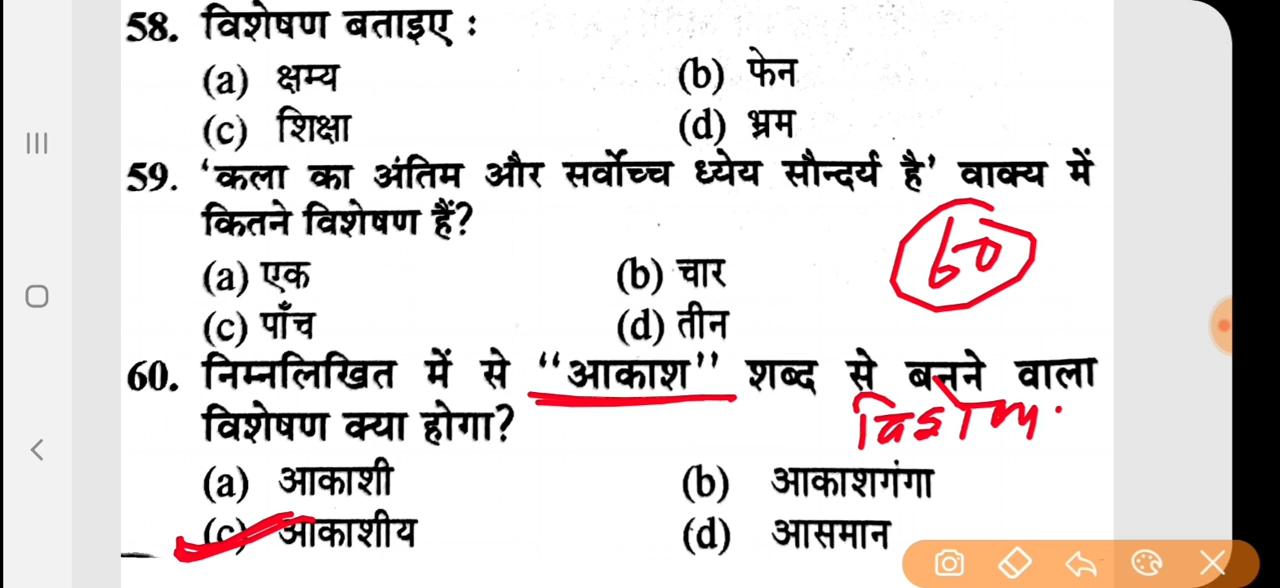 58. विशेषण बताइए :
(a) क्षम्य (b) फेन
(c) शिक्षा (d) भ्रम
59. ‘कला का अंतिम और सर्वोच्च ध्येय सौन्दर्य है’ वाक्य में
कितने विशेषण हैं?
60
(a) एक (b) चार
(c) पाँच (d) तीन
60. निम्नलिखित में से “आकाश” शब्द से बनने वाला
विशेषण क्या होगा?
(a) आकाशी (b) आकाशगंगा
(c) आकाशीय (d) आसमान